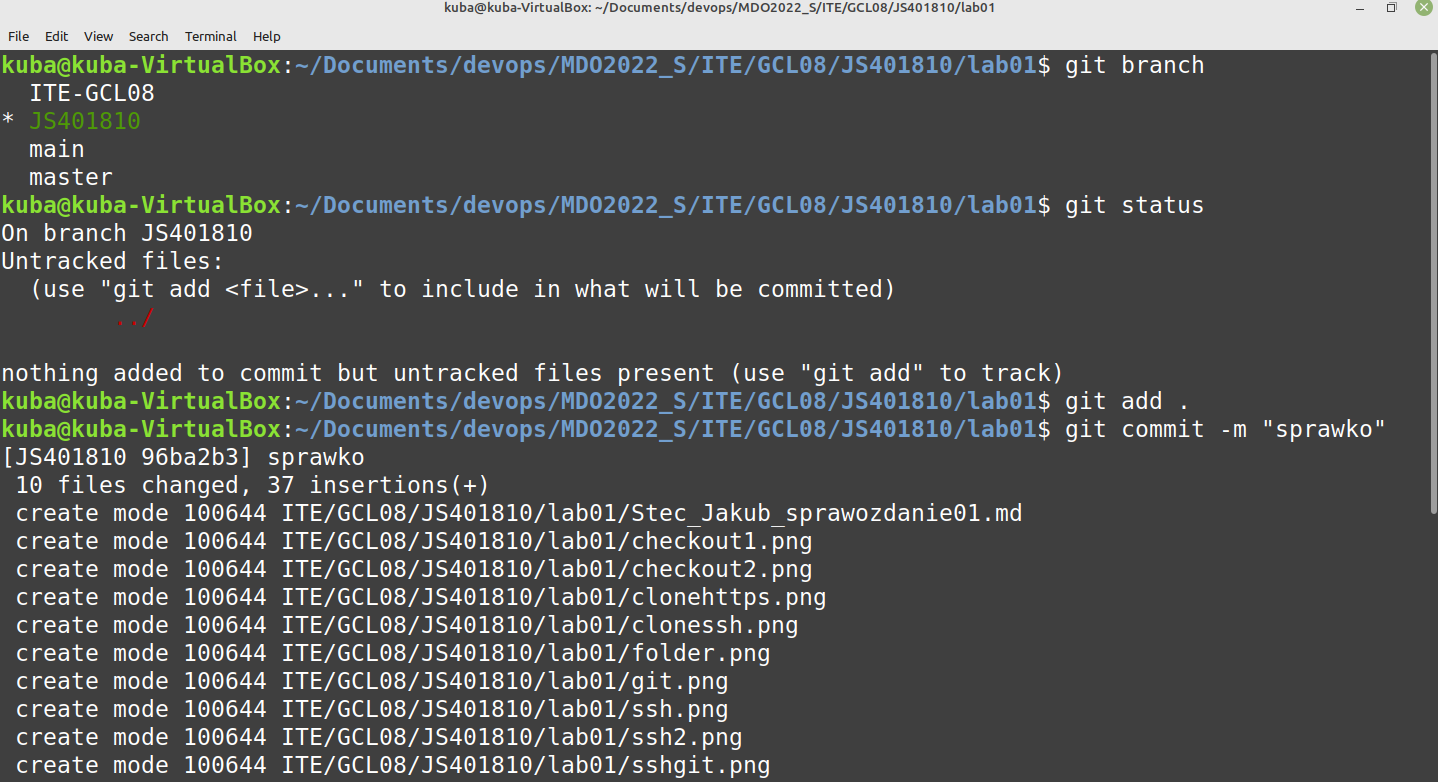 kuba@kuba-VirtualBox: ~/Documents/devops/MDO2022_S/ITE/GCL08/JS401810/lab01
File Edit View Search Terminal Help
kuba@kuba-VirtualBox:~/Documents/devops/MDO2022_S/ITE/GCL08/JS401810/lab01$ git branch
  ITE-GCL08
* JS401810
  main
  master
kuba@kuba-VirtualBox:~/Documents/devops/MDO2022_S/ITE/GCL08/JS401810/lab01$ git status
On branch JS401810
Untracked files:
  (use "git add <file>..." to include in what will be committed)
        ../

nothing added to commit but untracked files present (use "git add" to track)
kuba@kuba-VirtualBox:~/Documents/devops/MDO2022_S/ITE/GCL08/JS401810/lab01$ git add .
kuba@kuba-VirtualBox:~/Documents/devops/MDO2022_S/ITE/GCL08/JS401810/lab01$ git commit -m "sprawko"
[JS401810 96ba2b3] sprawko
 10 files changed, 37 insertions(+)
 create mode 100644 ITE/GCL08/JS401810/lab01/Stec_Jakub_sprawozdanie01.md
 create mode 100644 ITE/GCL08/JS401810/lab01/checkout1.png
 create mode 100644 ITE/GCL08/JS401810/lab01/checkout2.png
 create mode 100644 ITE/GCL08/JS401810/lab01/clonehttps.png
 create mode 100644 ITE/GCL08/JS401810/lab01/clonessh.png
 create mode 100644 ITE/GCL08/JS401810/lab01/folder.png
 create mode 100644 ITE/GCL08/JS401810/lab01/git.png
 create mode 100644 ITE/GCL08/JS401810/lab01/ssh.png
 create mode 100644 ITE/GCL08/JS401810/lab01/ssh2.png
 create mode 100644 ITE/GCL08/JS401810/lab01/sshgit.png